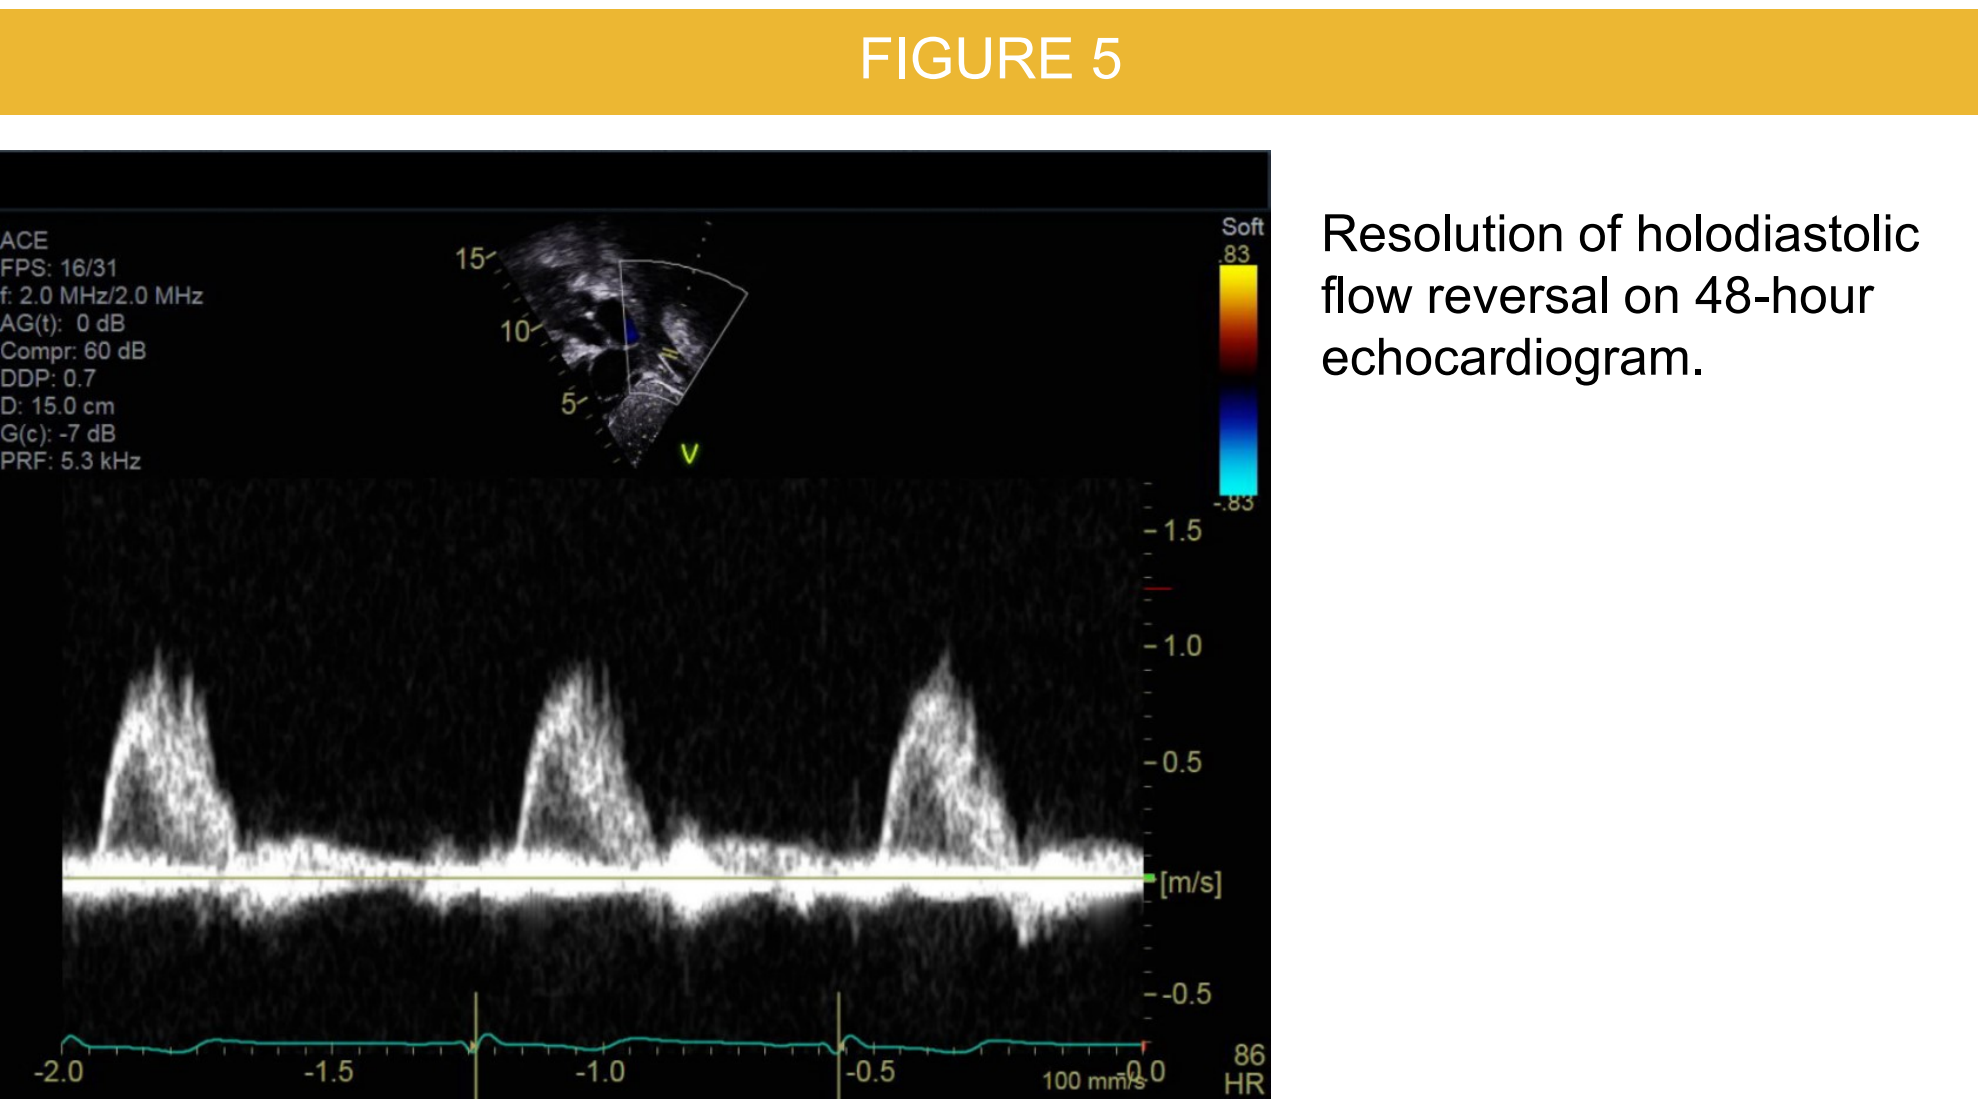 FIGURE 5
Resolution of holodiastolic
flow reversal on 48-hour
echocardiogram.
ACE
FPS: 16/31
f: 2.0 MHz/2.0 MHz
AG(t): 0 dB
Compr: 60 dB
DDP: 0.7
D: 15.0 cm
G(c): -7 dB
PRF: 5.3 kHz
15
10
5
V
Soft
.83
-.83
1.5
1.0
0.5
[m/s]
-0.5
-2.0
-1.5
-1.0
-0.5
100 mm/s
0.0
86
HR